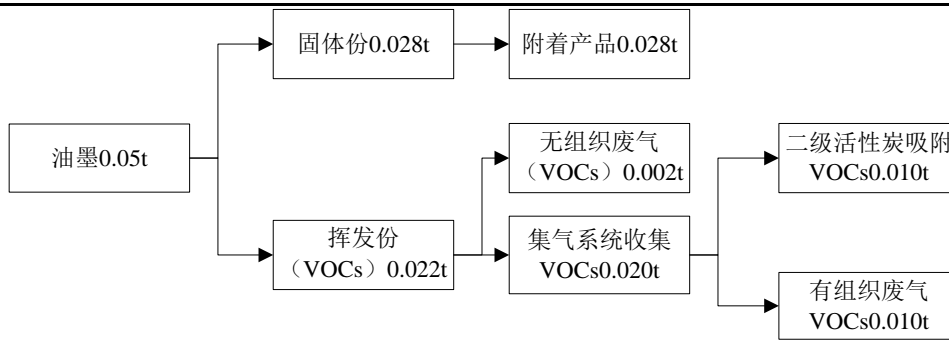 固体份0.028t
附着产品0.028t
油墨0.05t
无组织废气
（VOCs）0.002t
二级活性炭吸附
VOCs0.010t
挥发份
（VOCs）0.022t
集气系统收集
VOCs0.020t
有组织废气
VOCs0.010t